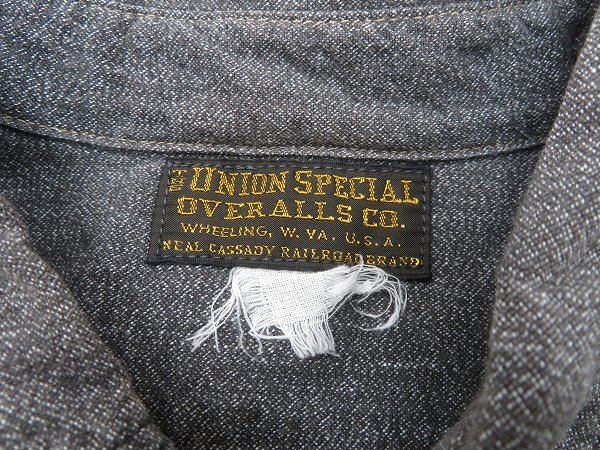 THE UNION SPECIAL
OVERALLS CO.
WHEELING, W. VA. U.S.A.
NEAL CASSADY RAILROAD BRAND